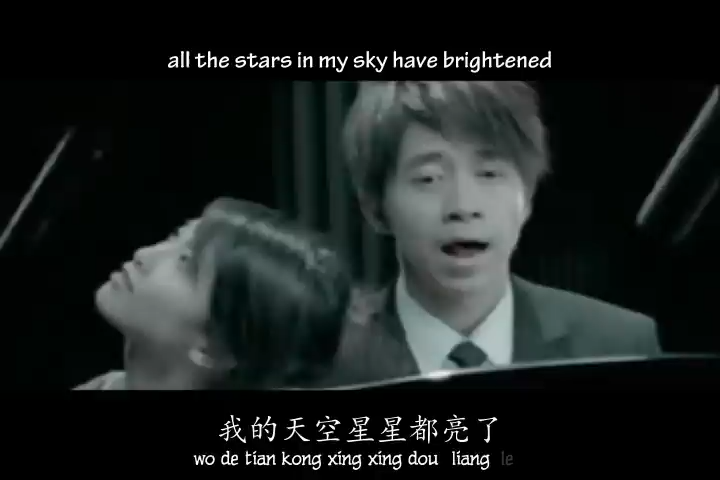 all the stars in my sky have brightened
我的天空星星都亮了
wo de tian kong xing xing dou liang le